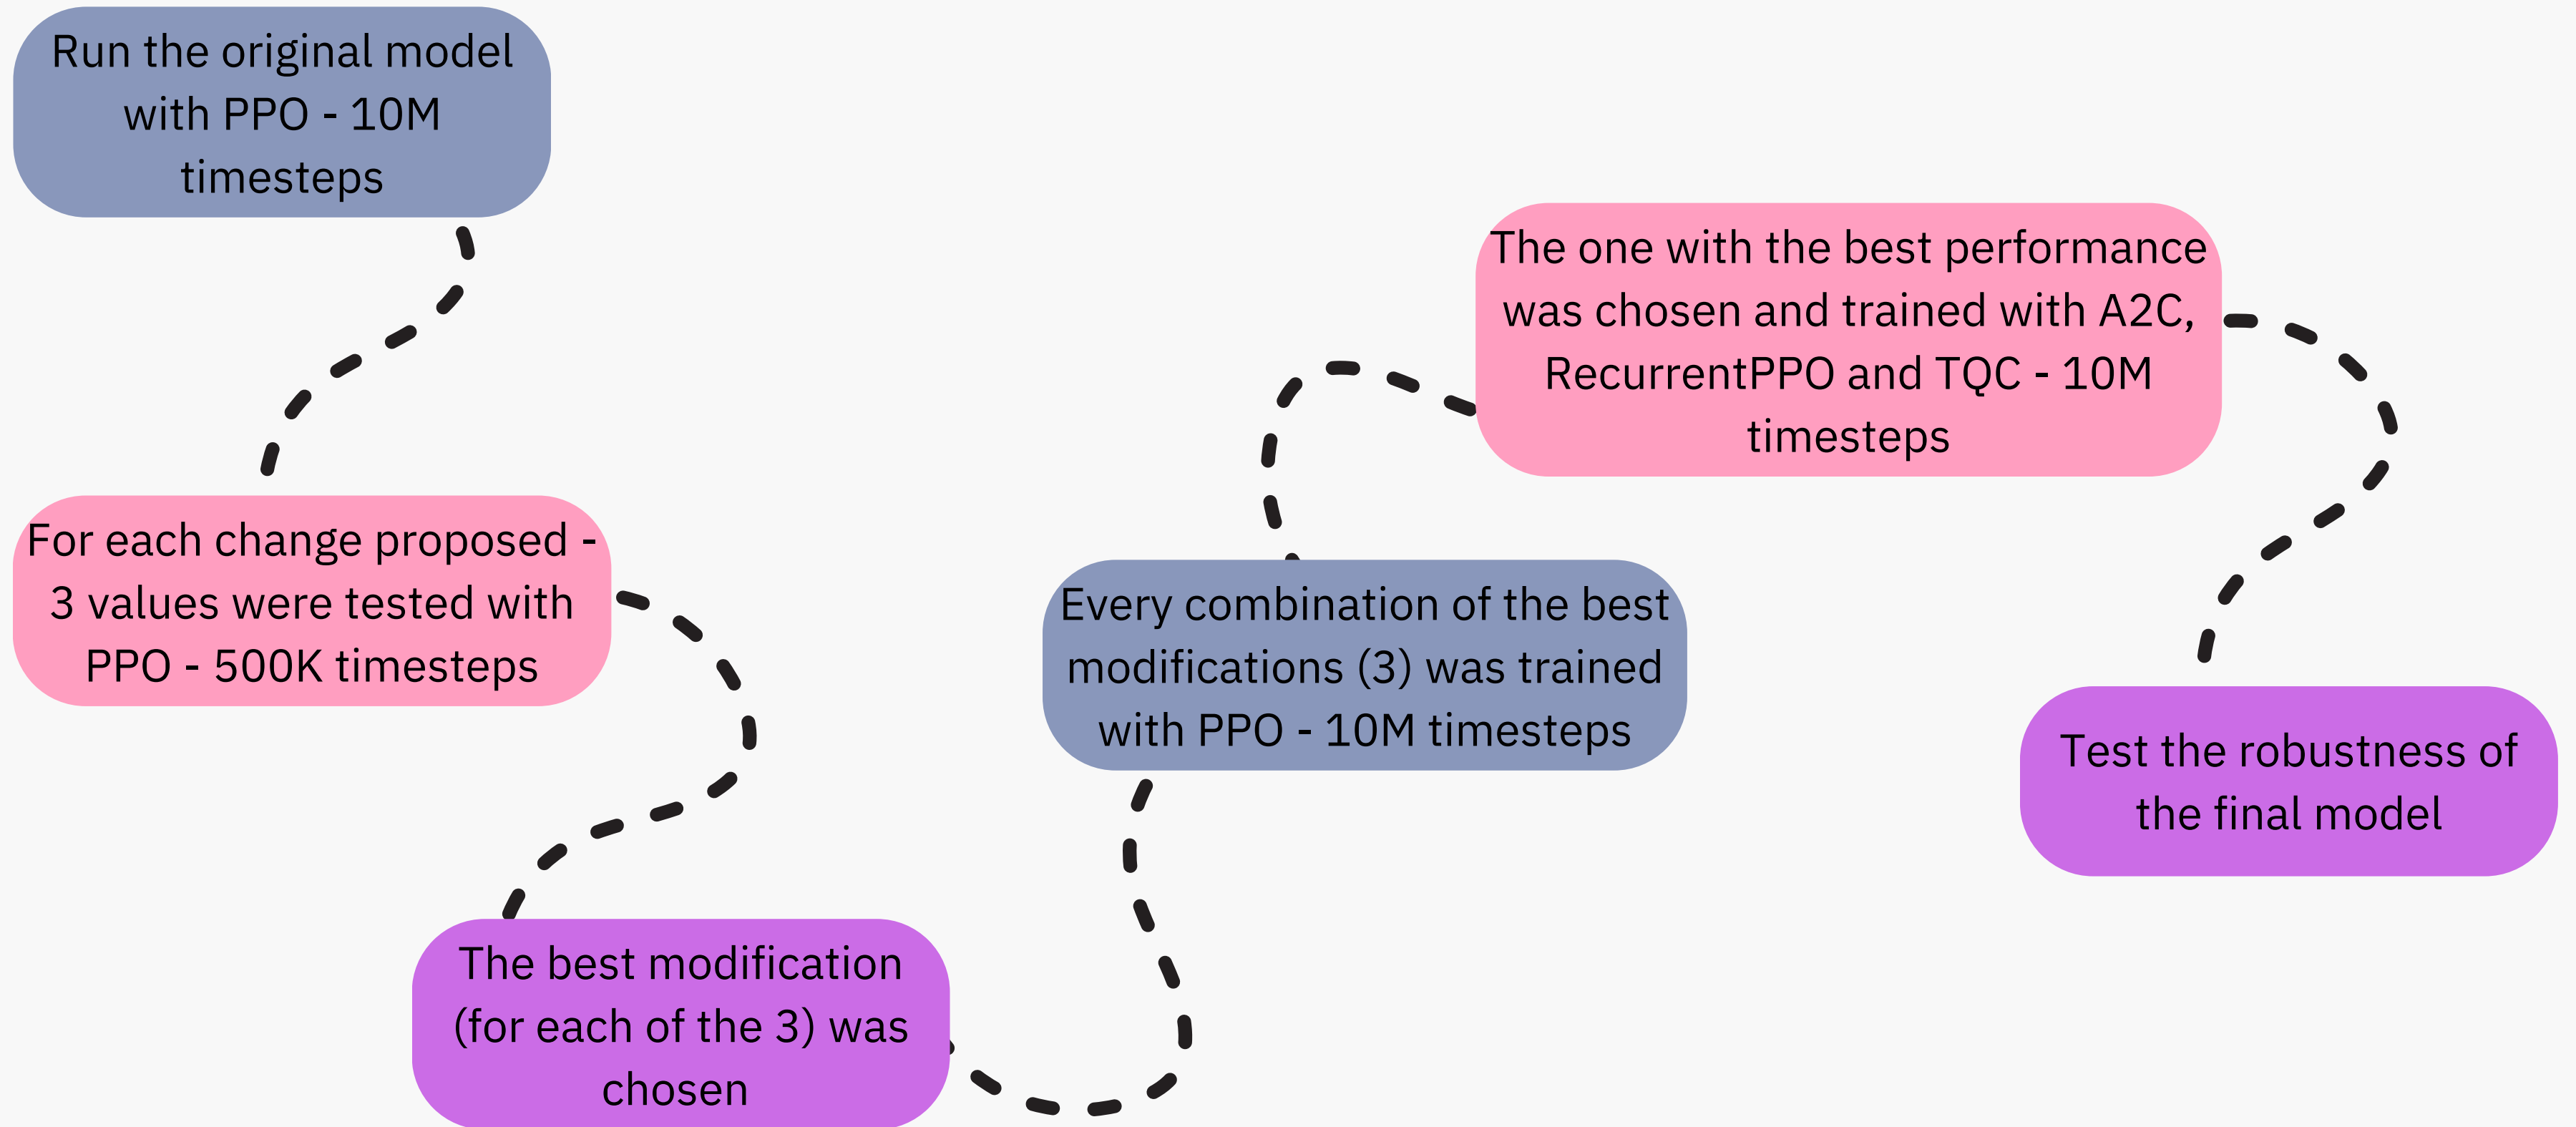 Run the original model
with PPO - 10M
timesteps
For each change proposed -
3 values were tested with
PPO - 500K timesteps
The best modification
(for each of the 3) was
chosen
Every combination of the best
modifications (3) was trained
with PPO - 10M timesteps
The one with the best performance
was chosen and trained with A2C,
RecurrentPPO and TQC - 10M
timesteps
Test the robustness of
the final model